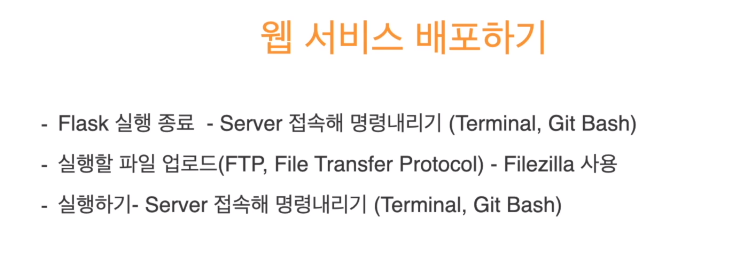 웹 서비스 배포하기
- Flask 실행 종료 - Server 접속해 명령내리기 (Terminal, Git Bash)
- 실행할 파일 업로드(FTP, File Transfer Protocol) - Filezilla 사용
- 실행하기- Server 접속해 명령내리기 (Terminal, Git Bash)